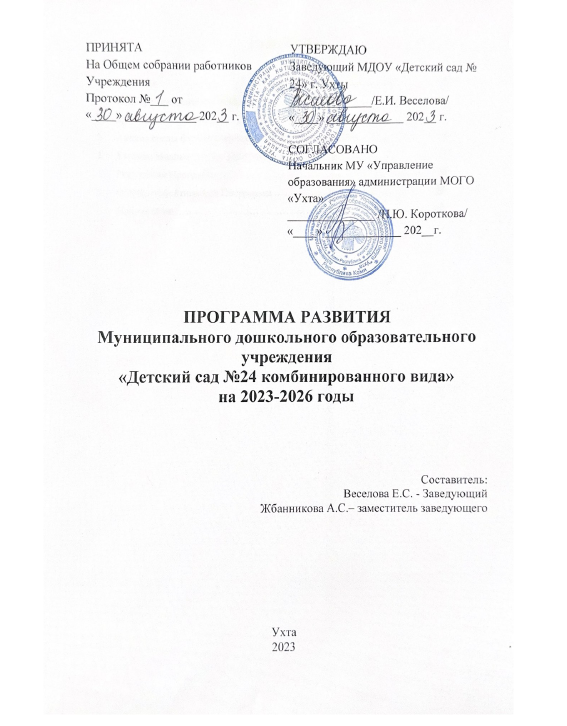 ПРИНЯТА
На Общем собрании работников
Учреждения
Протокол № 1 от
« 30 » августа 2023 г.
УТВЕРЖДАЮ
Заведующий МДОУ «Детский сад №
24» г. Ухты
/Е.И. Веселова/
« 30 » августа 2023 г.
СОГЛАСОВАНО
Начальник МУ «Управление
образования» администрации МОГО
«Ухта»
/Н.Ю. Короткова/
«___» ___ 202__г.
ПРОГРАММА РАЗВИТИЯ
Муниципального дошкольного образовательного
учреждения
«Детский сад №24 комбинированного вида»
на 2023-2026 годы
Составитель:
Веселова Е.С. - Заведующий
Жбанникова А.С.– заместитель заведующего
Ухта
2023